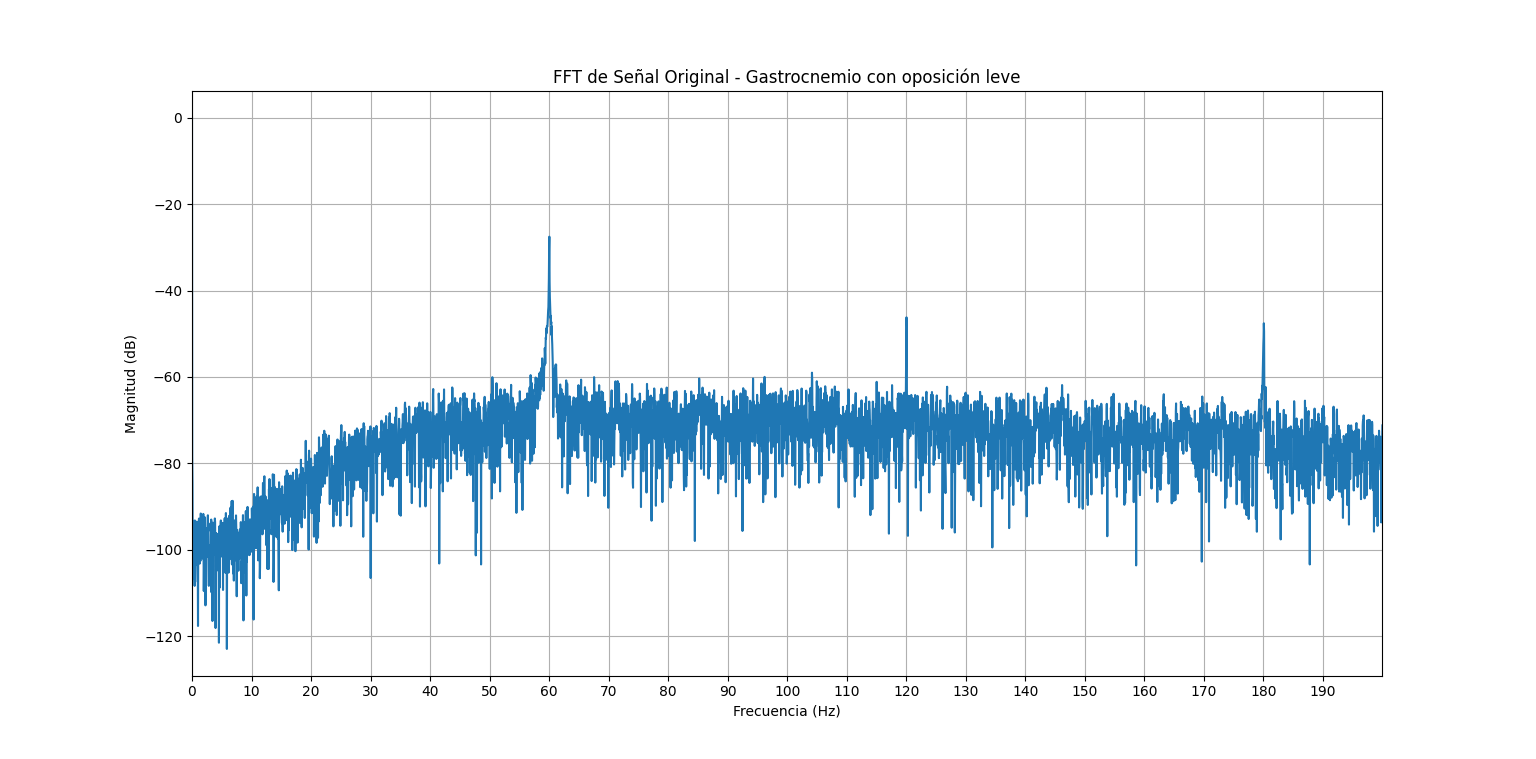 FFT de Señal Original - Gastrocnemio con oposición leve
Magnitud (dB)
0
−20
−40
−60
−80
−100
−120
0 10 20 30 40 50 60 70 80 90 100 110 120 130 140 150 160 170 180 190
Frecuencia (Hz)